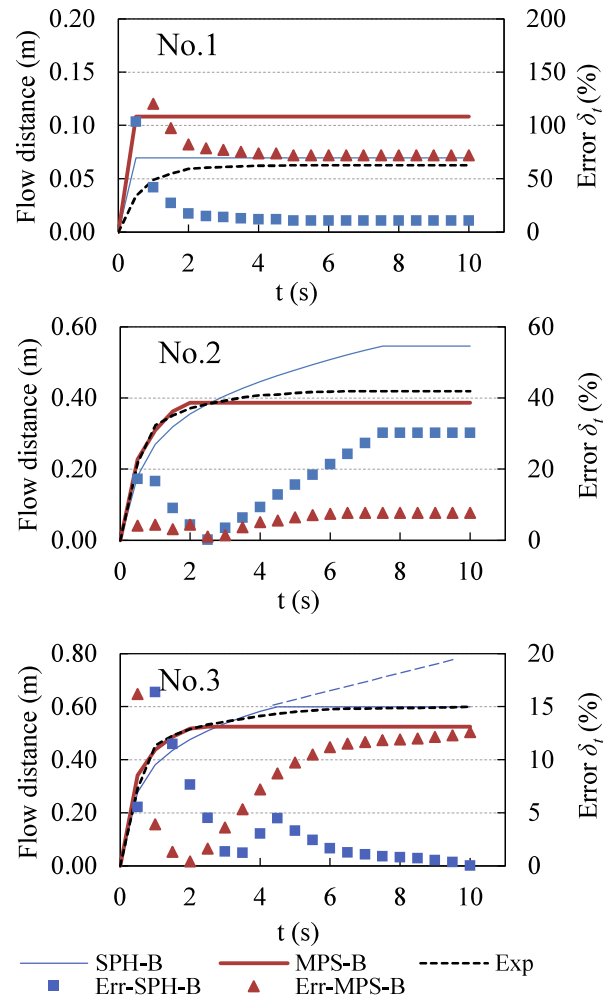 No.1
Flow distance (m)
0.20
0.15
0.10
0.05
0.00
200
150
100
50
0
Error δt (%)
0 2 4 6 8 10
t (s)
No.2
Flow distance (m)
0.60
0.40
0.20
0.00
60
40
20
0
Error δt (%)
0 2 4 6 8 10
t (s)
No.3
Flow distance (m)
0.80
0.60
0.40
0.20
0.00
20
15
10
5
0
Error δt (%)
0 2 4 6 8 10
t (s)
SPH-B MPS-B Exp
Err-SPH-B Err-MPS-B